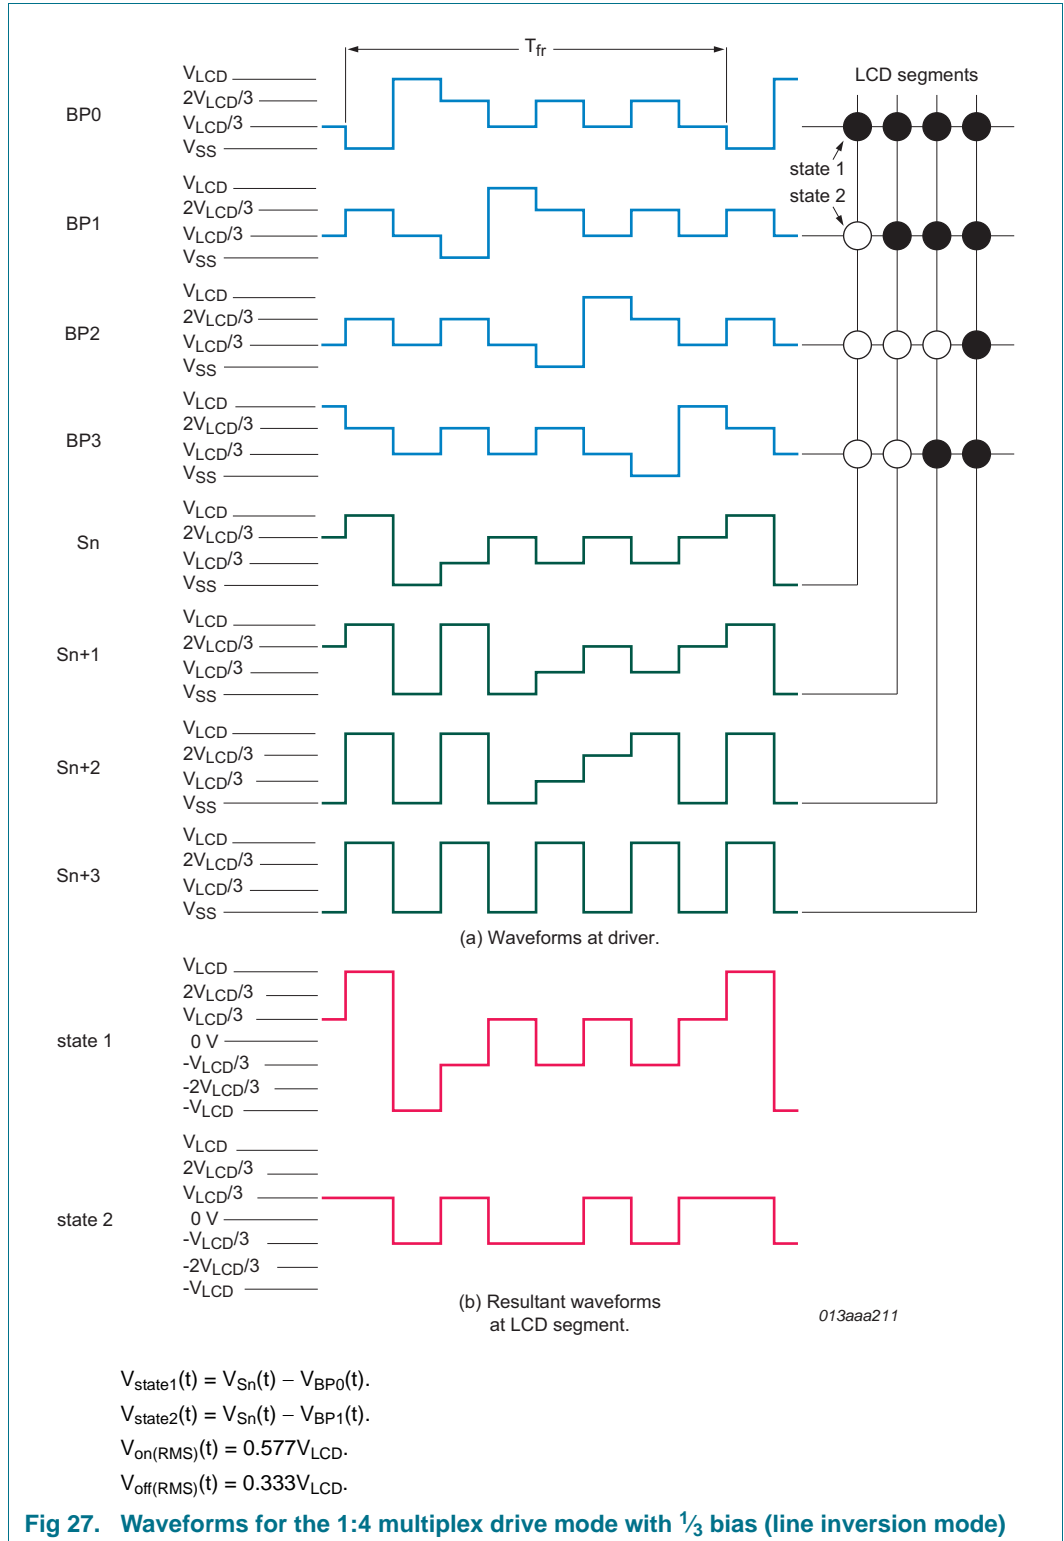 Tfr
BP0
VLCD
2VLCD/3
VLCD/3
VSS
LCD segments
state 1
state 2
BP1
VLCD
2VLCD/3
VLCD/3
VSS
BP2
VLCD
2VLCD/3
VLCD/3
VSS
BP3
VLCD
2VLCD/3
VLCD/3
VSS
Sn
VLCD
2VLCD/3
VLCD/3
VSS
Sn+1
VLCD
2VLCD/3
VLCD/3
VSS
Sn+2
VLCD
2VLCD/3
VLCD/3
VSS
Sn+3
VLCD
2VLCD/3
VLCD/3
VSS
(a) Waveforms at driver.
state 1
VLCD
2VLCD/3
VLCD/3
0 V
-VLCD/3
-2VLCD/3
-VLCD
state 2
VLCD
2VLCD/3
VLCD/3
0 V
-VLCD/3
-2VLCD/3
-VLCD
(b) Resultant waveforms
at LCD segment.
013aaa211
Vstate1(t) = VSn(t) − VBP0(t).
Vstate2(t) = VSn(t) − VBP1(t).
Von(RMS)(t) = 0.577VLCD.
Voff(RMS)(t) = 0.333VLCD.
Fig 27. Waveforms for the 1:4 multiplex drive mode with 1⁄3 bias (line inversion mode)